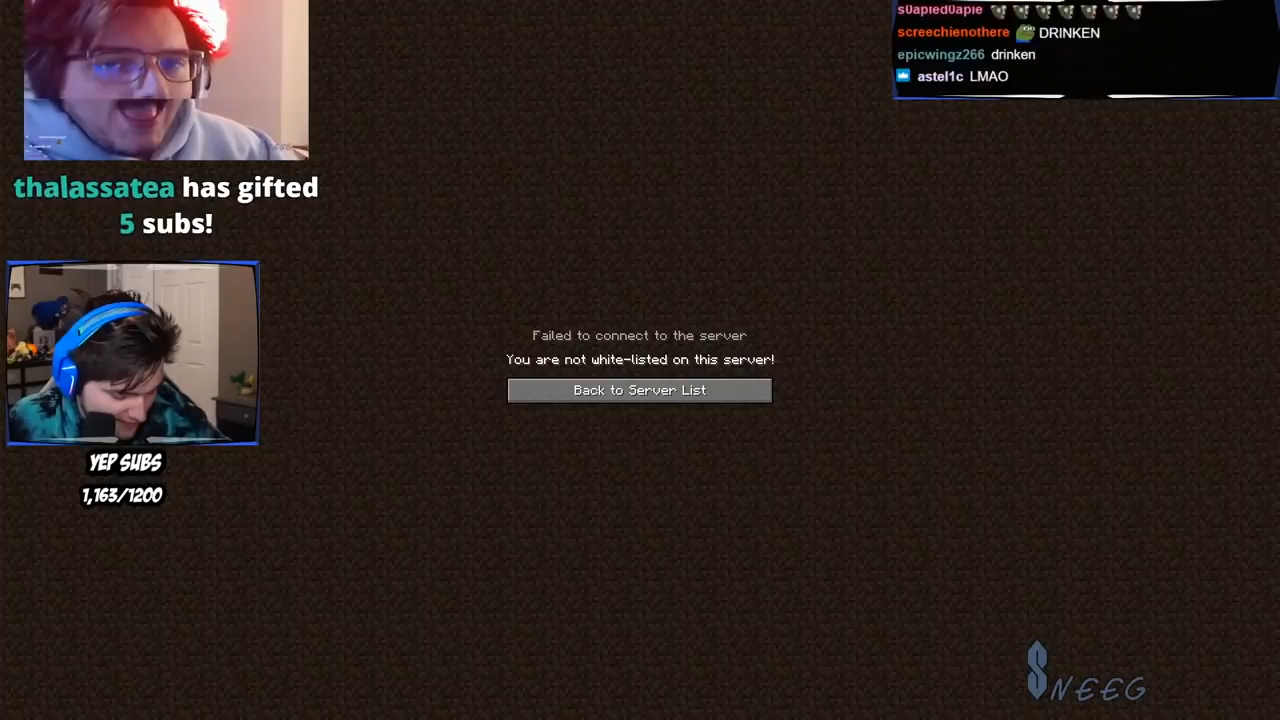 s0apied0apie
screechienothere DRINKEN
epicwingz266 drinken
astel1c LMAO
thalassatea has gifted
5 subs!
Failed to connect to the server
You are not white-listed on this server!
Back to Server List
YEP SUBS
1,163/1200
SNEEG